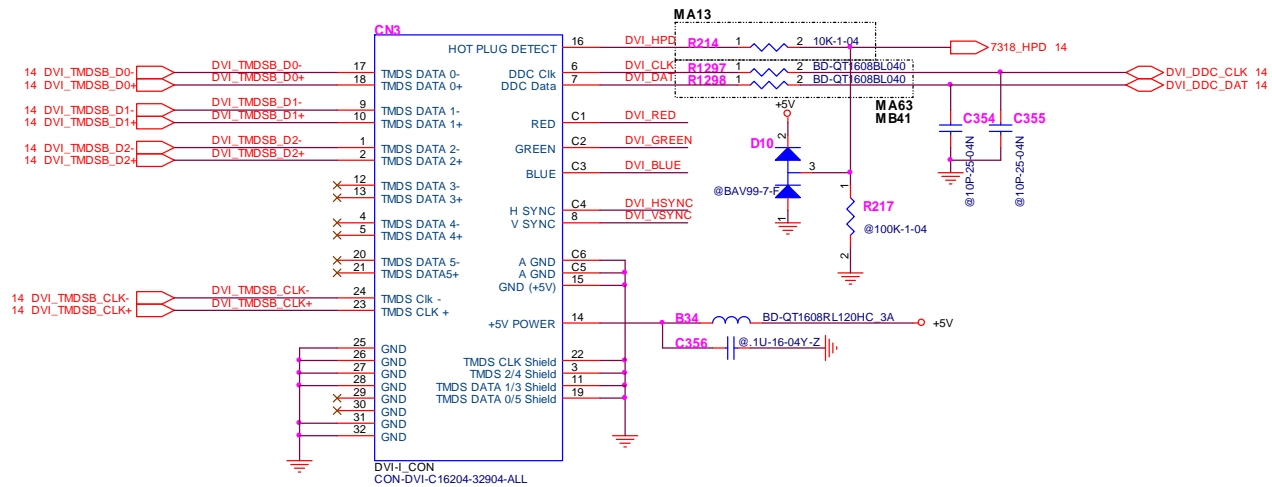 MA13
CN3
HOT PLUG DETECT 16 DVI_HPD R214 1 2 10K-1-04 7318_HPD 14
14 DVI_TMDSB_D0- DVI_TMDSB_D0- 17 TMDS DATA 0- DDC Clk 6 DVI_CLK R1297 1 2 BD-QT1608BL040 DVI_DDC_CLK 14
14 DVI_TMDSB_D0+ DVI_TMDSB_D0+ 18 TMDS DATA 0+ DDC Data 7 DVI_DAT R1298 1 2 BD-QT1608BL040 DVI_DDC_DAT 14
MA63
MB41
14 DVI_TMDSB_D1- DVI_TMDSB_D1- 9 TMDS DATA 1-
14 DVI_TMDSB_D1+ DVI_TMDSB_D1+ 10 TMDS DATA 1+
RED C1 DVI_RED
+5V
C354 C355
@10P-25-04N @10P-25-04N
14 DVI_TMDSB_D2- DVI_TMDSB_D2- 1 TMDS DATA 2-
14 DVI_TMDSB_D2+ DVI_TMDSB_D2+ 2 TMDS DATA 2+
GREEN C2 DVI_GREEN
BLUE C3 DVI_BLUE
D10 2 3 1
@BAV99-7-F
12 TMDS DATA 3-
13 TMDS DATA 3+
H SYNC C4 DVI_HSYNC
V SYNC 8 DVI_VSYNC
1 R217 2
@100K-1-04
4 TMDS DATA 4-
5 TMDS DATA 4+
20 TMDS DATA 5-
21 TMDS DATA5+
A GND C6
A GND C5
GND (+5V) 15
14 DVI_TMDSB_CLK- DVI_TMDSB_CLK- 24 TMDS Clk -
14 DVI_TMDSB_CLK+ DVI_TMDSB_CLK+ 23 TMDS CLK +
+5V POWER 14 B34 BD-QT1608RL120HC_3A +5V
C356 @.1U-16-04Y-Z
25 GND
26 GND
27 GND
28 GND
29 GND
30 GND
31 GND
32 GND
TMDS CLK Shield 22
TMDS 2/4 Shield 3
TMDS DATA 1/3 Shield 11
TMDS DATA 0/5 Shield 19
DVI-I_CON
CON-DVI-C16204-32904-ALL